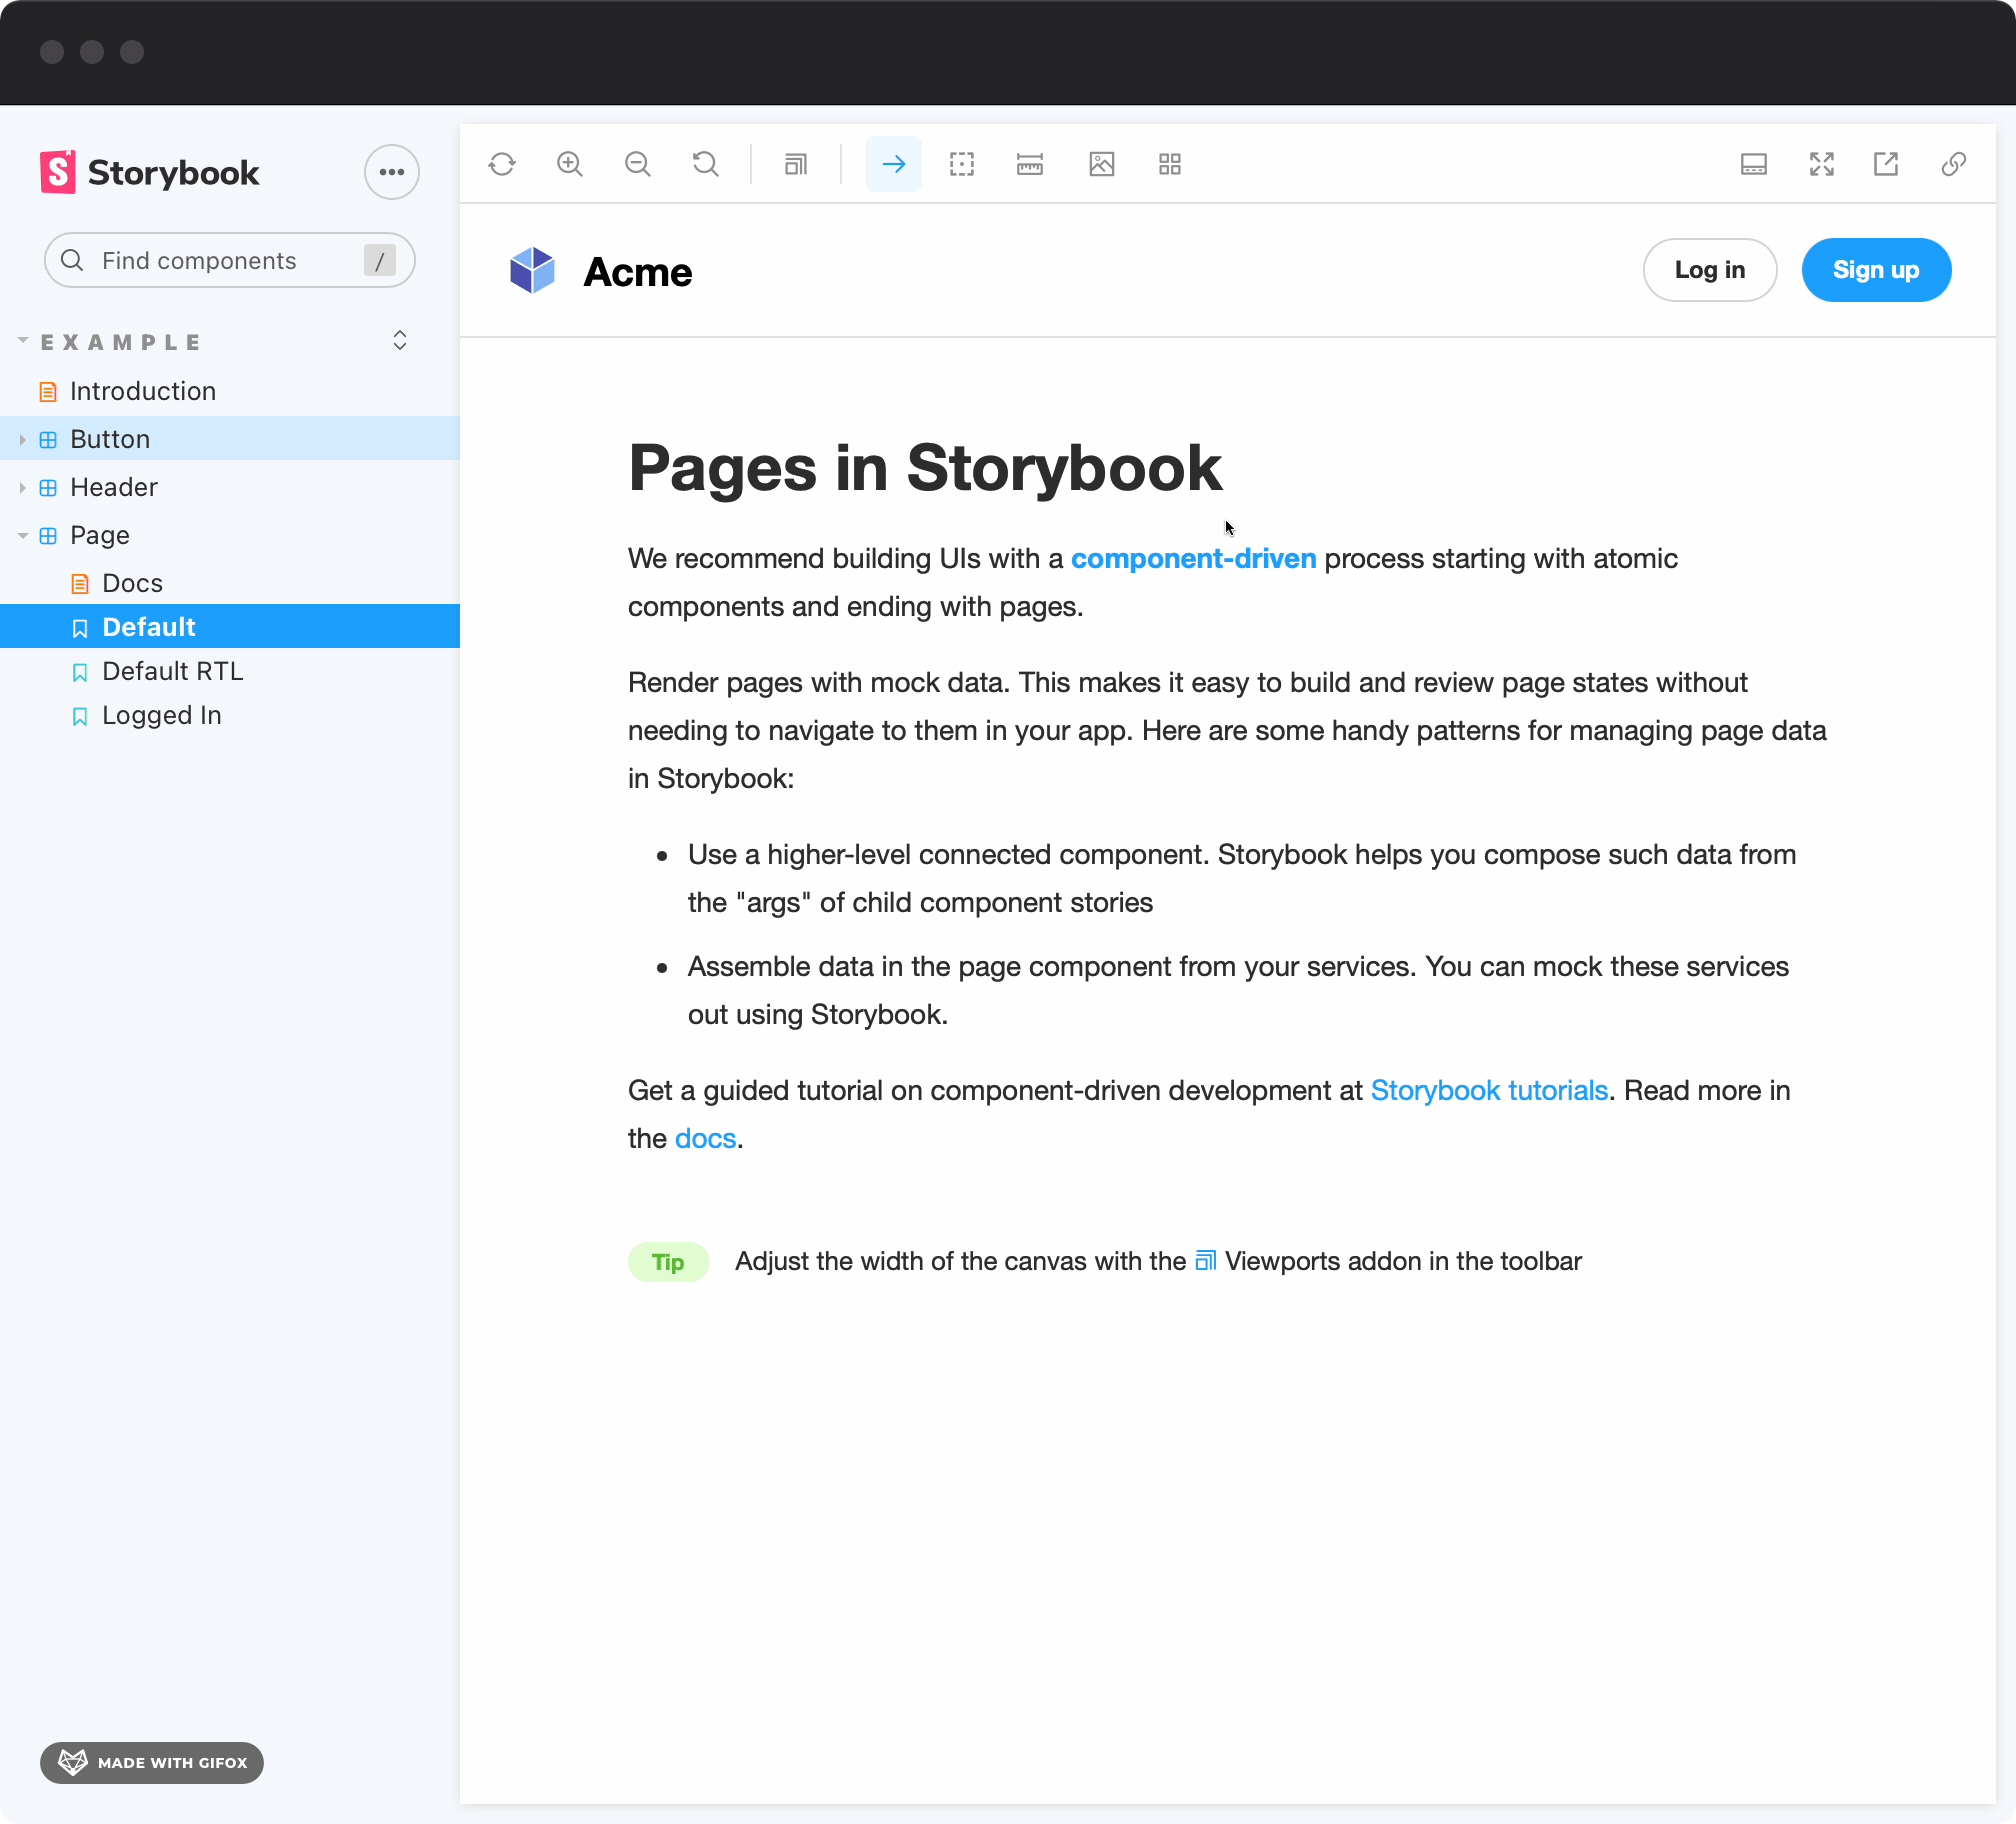 Storybook
Find components /
EXAMPLE
Introduction
Button
Header
Page
Docs
Default
Default RTL
Logged In
MADE WITH GIFOX
Acme
Log in
Sign up
Pages in Storybook
We recommend building UIs with a component-driven process starting with atomic
components and ending with pages.
Render pages with mock data. This makes it easy to build and review page states without
needing to navigate to them in your app. Here are some handy patterns for managing page data
in Storybook:
• Use a higher-level connected component. Storybook helps you compose such data from
the "args" of child component stories
• Assemble data in the page component from your services. You can mock these services
out using Storybook.
Get a guided tutorial on component-driven development at Storybook tutorials. Read more in
the docs.
Tip Adjust the width of the canvas with the Viewports addon in the toolbar